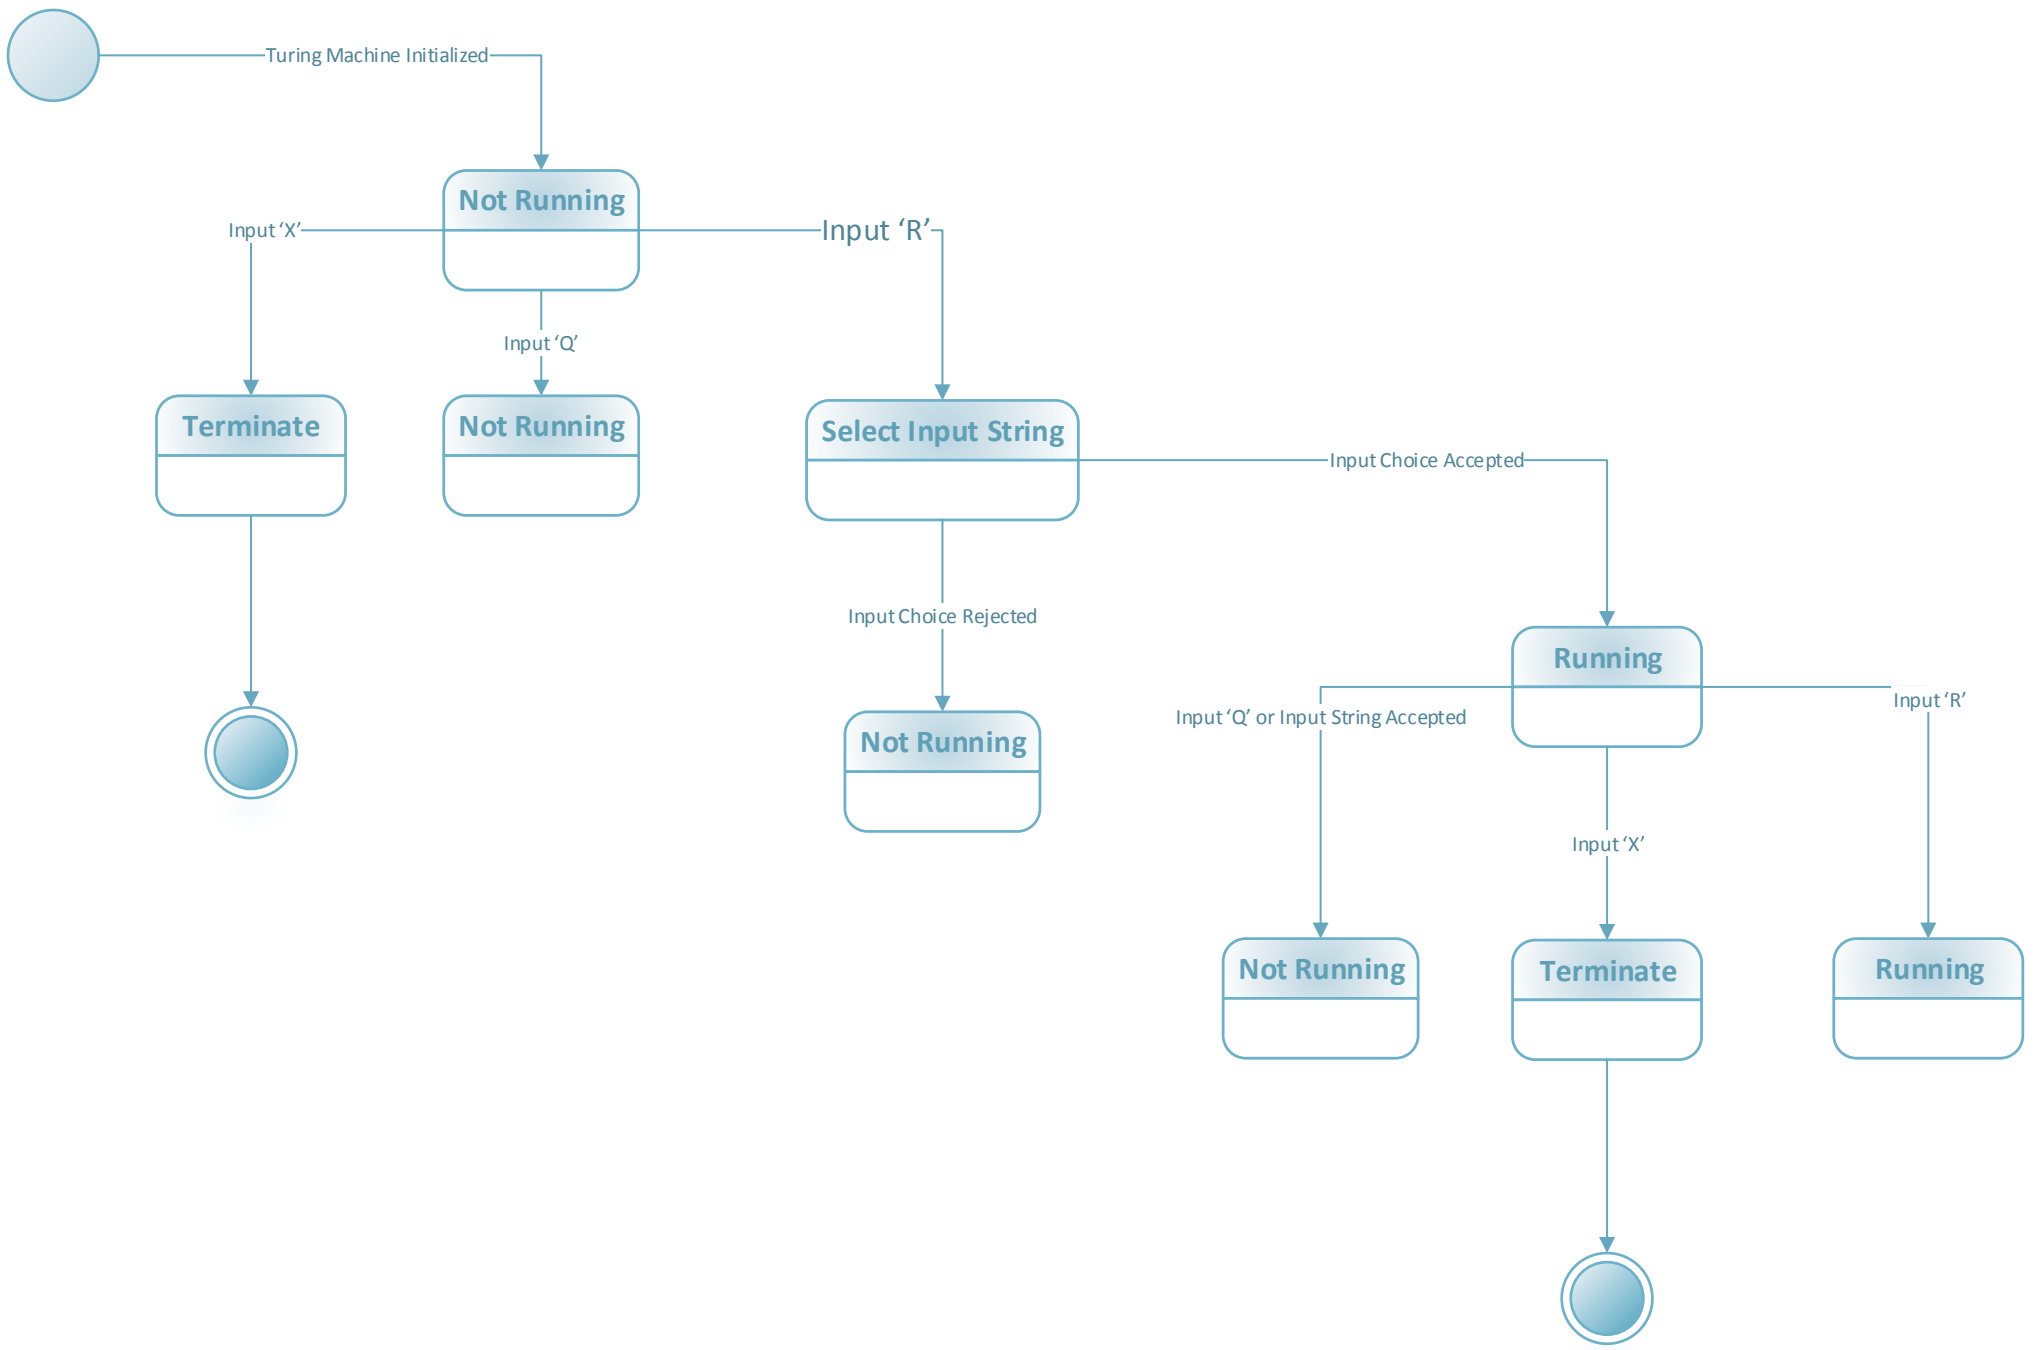 Turing Machine Initialized
Not Running
Input ‘X’
Input ‘R’
Input ‘Q’
Terminate
Not Running
Select Input String
Input Choice Accepted
Input Choice Rejected
Running
Input ‘Q’ or Input String Accepted
Input ‘R’
Not Running
Input ‘X’
Not Running
Terminate
Running